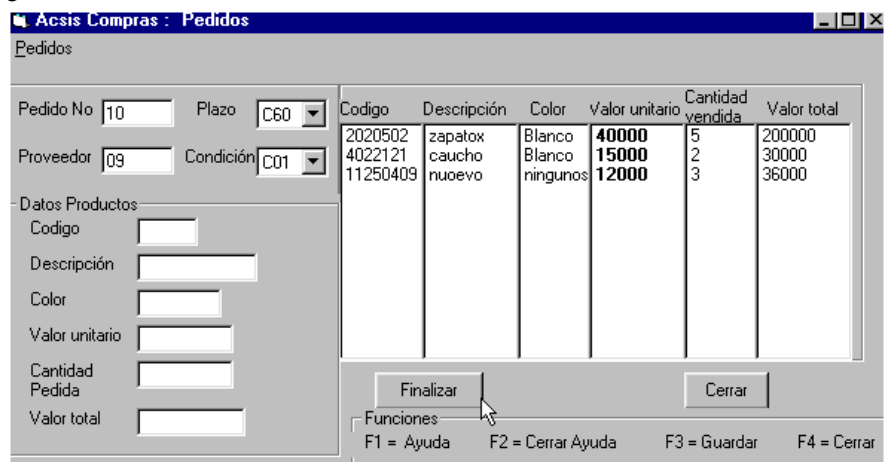 Acsis Compras : Pedidos
Pedidos
Pedido No 10 Plazo C60
Proveedor 09 Condición C01
Datos Productos
Codigo
Descripción
Color
Valor unitario
Cantidad
Pedida
Valor total
Codigo Descripción Color Valor unitario Cantidad vendida Valor total
2020502 zapatox Blanco 40000 5 200000
4022121 caucho Blanco 15000 2 30000
11250409 nuoevo ningunos 12000 3 36000
Finalizar Cerrar
Funciones
F1 = Ayuda F2 = Cerrar Ayuda F3 = Guardar F4 = Cerrar